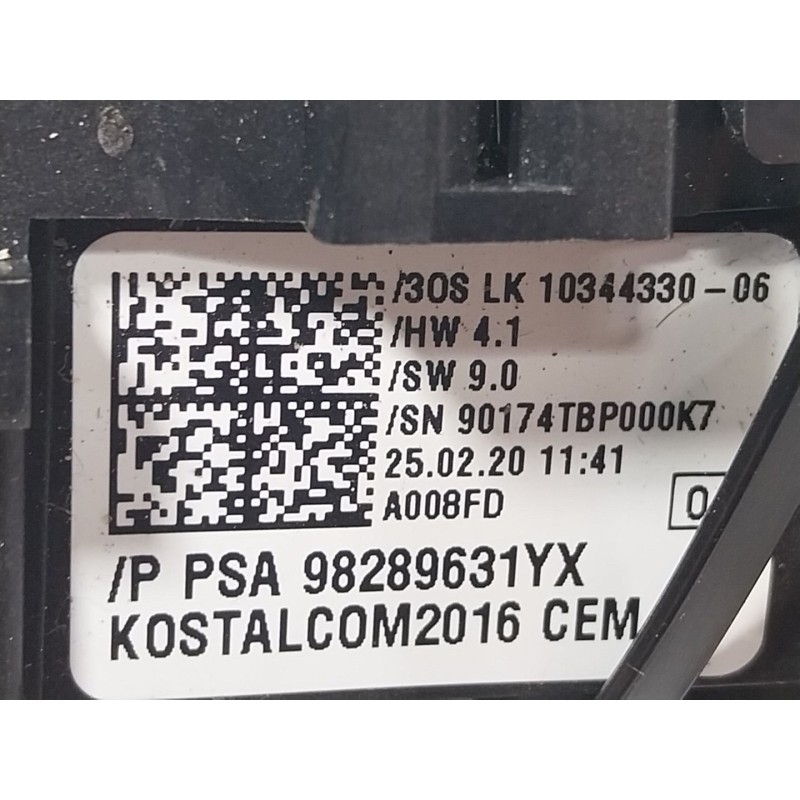 /3OS LK 10344330-06
/HW 4.1
/SW 9.0
/SN 90174TBP000K7
25.02.20 11:41
A008FD
/P PSA 98289631YX
KOSTALCOM2016 CEM